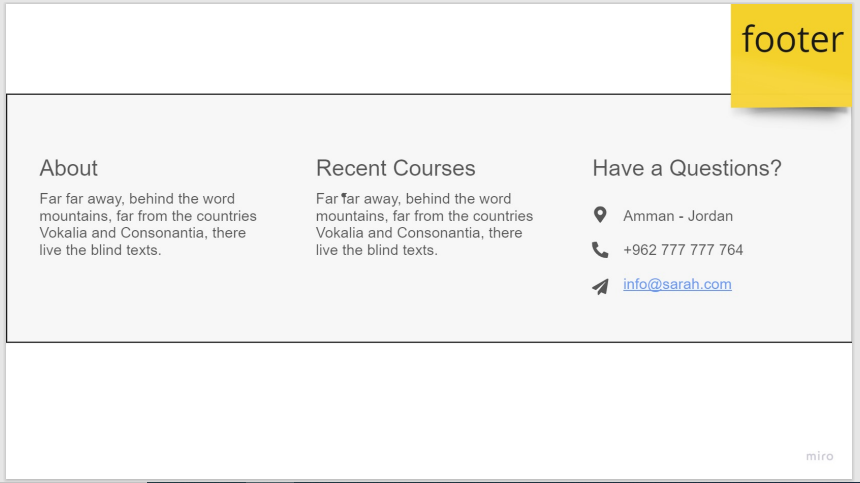 footer
About
Far far away, behind the word
mountains, far from the countries
Vokalia and Consonantia, there
live the blind texts.
Recent Courses
Far far away, behind the word
mountains, far from the countries
Vokalia and Consonantia, there
live the blind texts.
Have a Questions?
Amman - Jordan
+962 777 777 764
info@sarah.com
miro